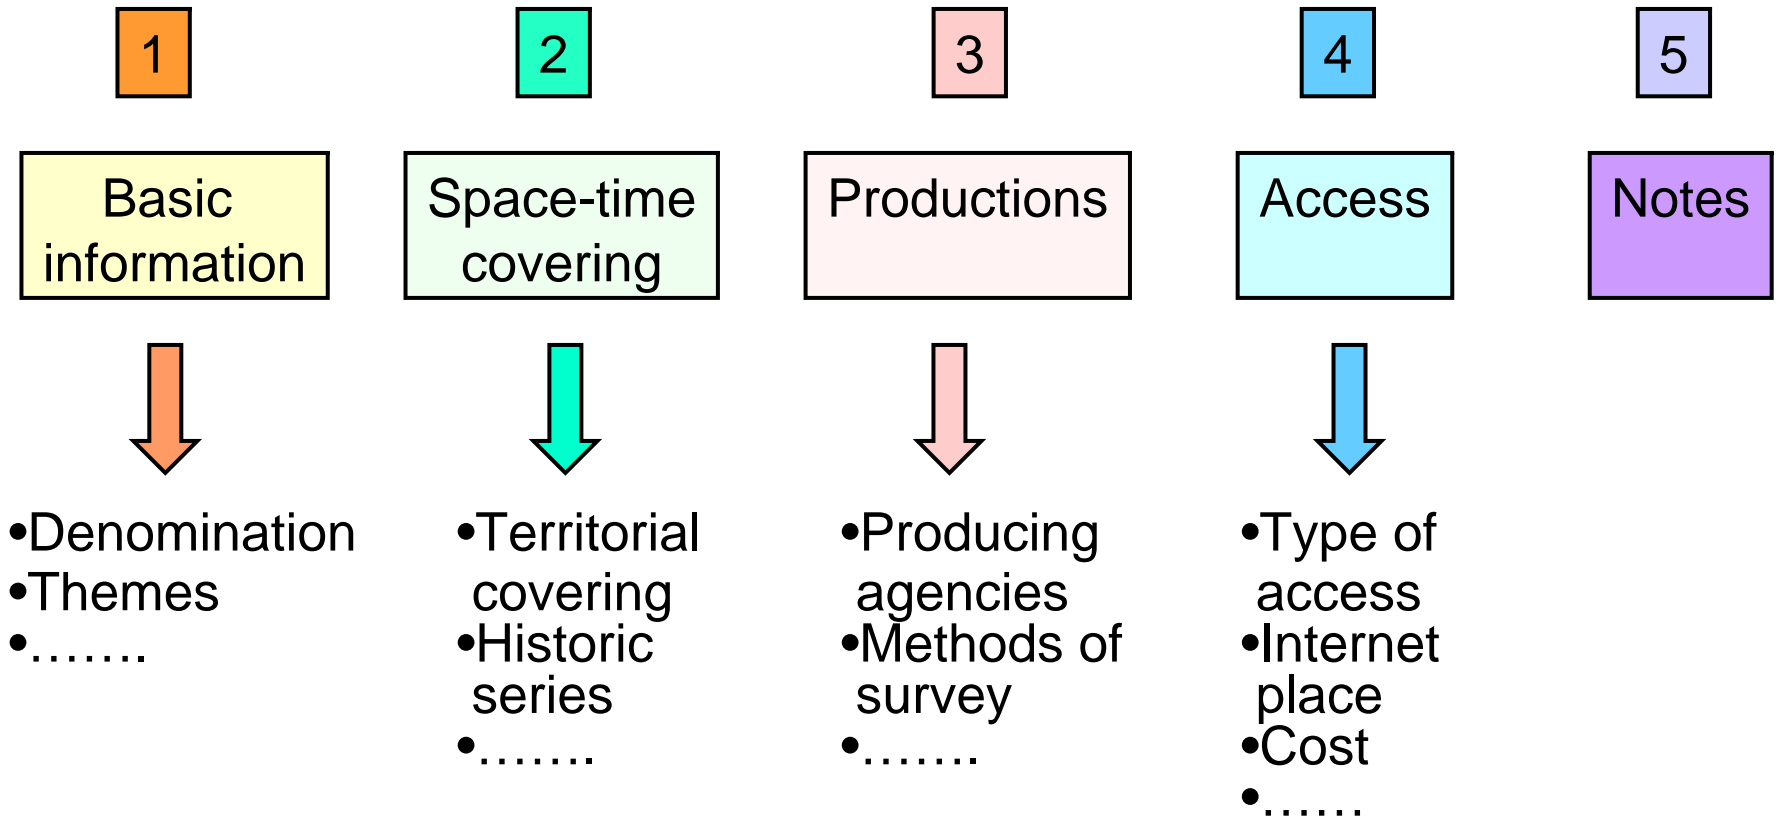 1
2
3
4
5
Basic
information
Space-time
covering
Productions
Access
Notes
•Denomination
•Themes
•…….
•Territorial
covering
•Historic
series
•…….
•Producing
agencies
•Methods of
survey
•…….
•Type of
access
•Internet
place
•Cost
•……